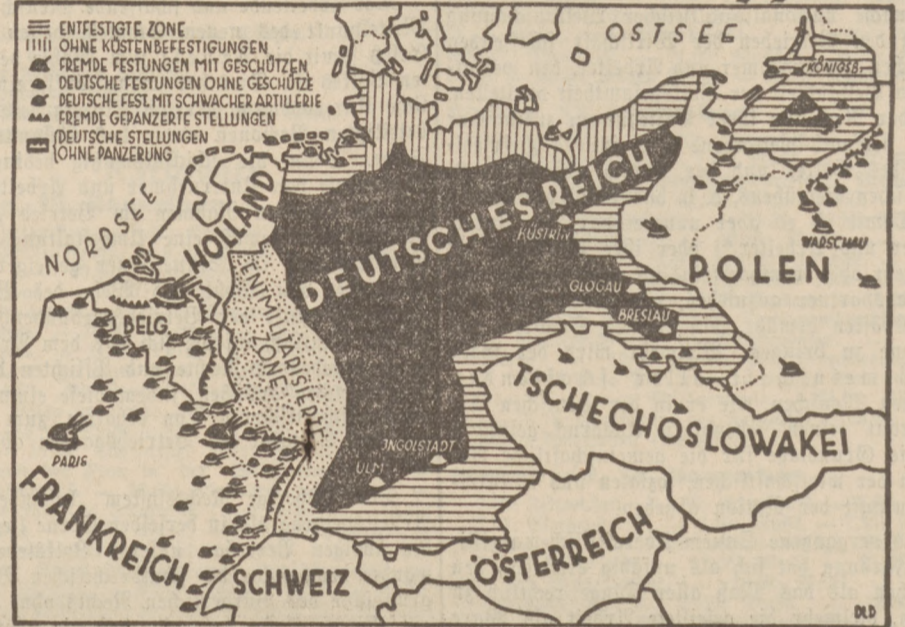 OSTSEE
ENTFESTIGTE ZONE
OHNE KÜSTENBEFESTIGUNGEN
FREMDE FESTUNGEN MIT GESCHÜTZEN
DEUTSCHE FESTUNGEN OHNE GESCHÜTZE
DEUTSCHE FEST. MIT SCHWACHER ARTILLERIE
FREMDE GEPANZERTE STELLUNGEN
DEUTSCHE STELLUNGEN
OHNE PANZERUNG
KÖNIGSB.
NORDSEE
HOLLAND
DEUTSCHES REICH
KÜSTRIN
WARSCHAU
POLEN
GLOGAU
BRESLAU
BELG.
ENTMILITARISIERTE
ZONE
TSCHECHOSLOWAKEI
INGOLSTADT
ULM
PARIS
FRANKREICH
SCHWEIZ
ÖSTERREICH
DLD